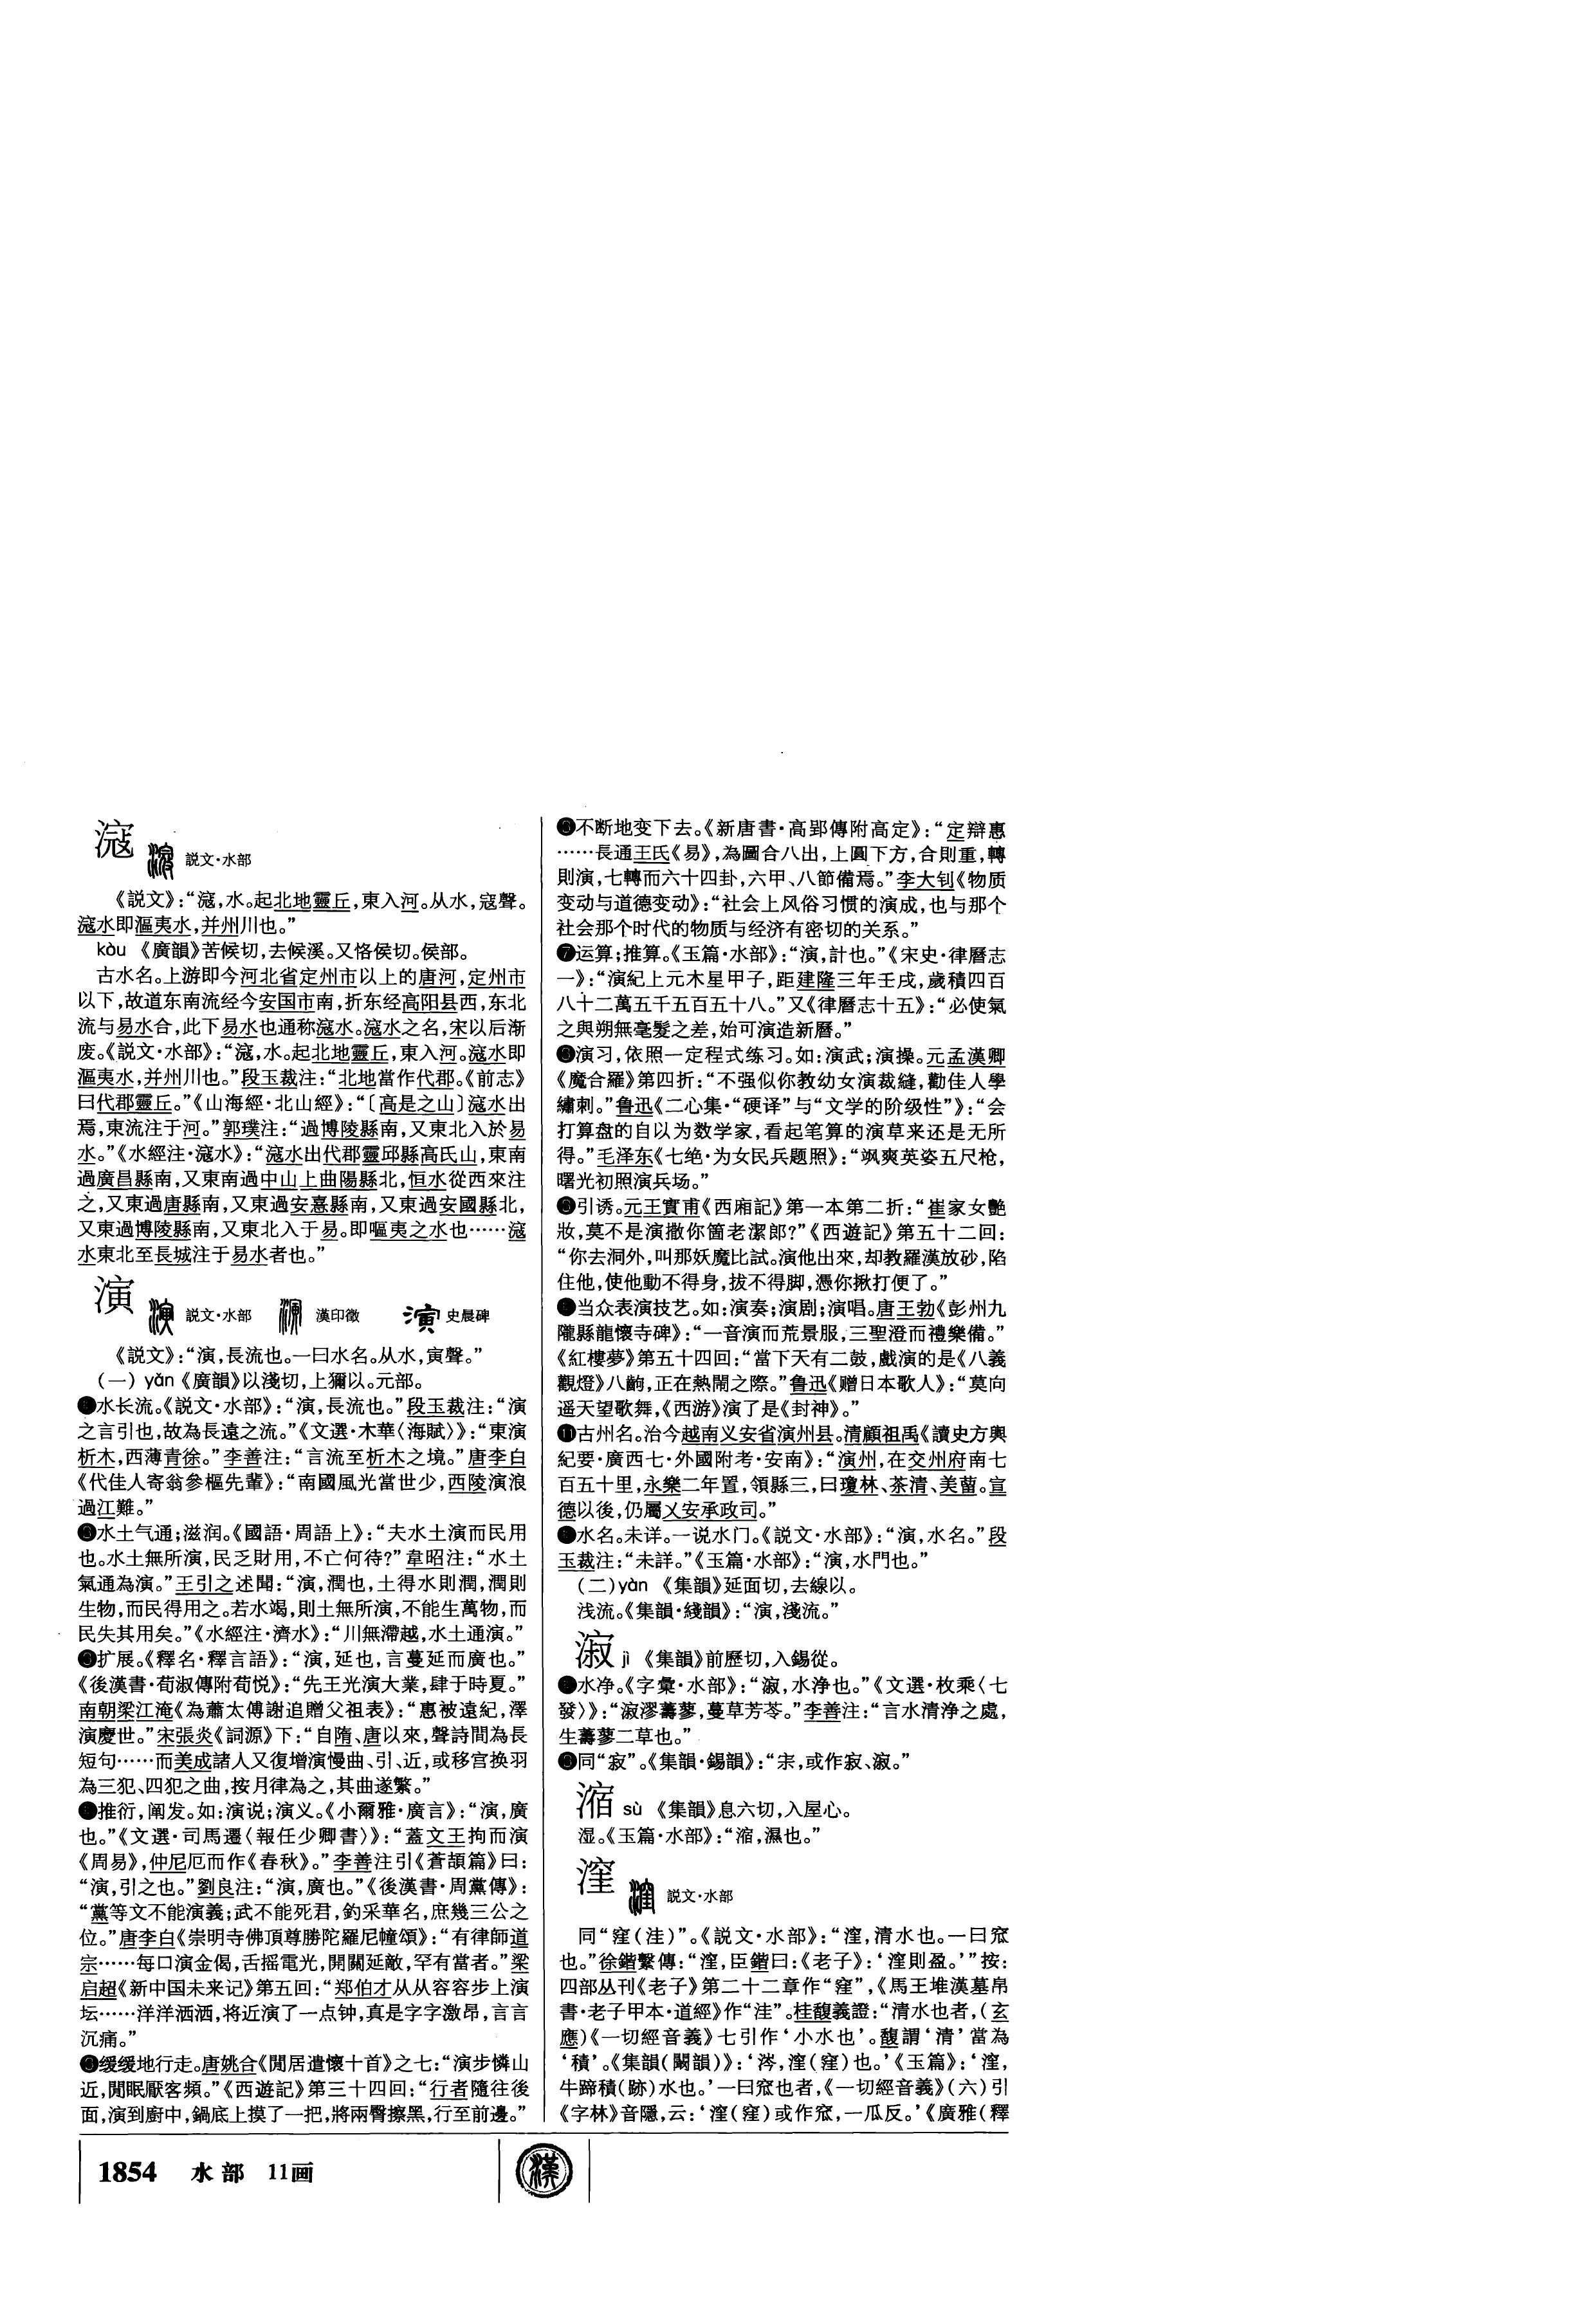 滱 説文·水部
《説文》：“滱，水。起北地靈丘，東入河。从水，寇聲。
滱水即漚夷水，并州川也。”
kòu 《廣韻》苦候切，去候溪。又恪侯切。侯部。
古水名。上游即今河北省定州市以上的唐河，定州市
以下，故道东南流经今安国市南，折东经高阳县西，东北
流与易水合，此下易水也通称滱水。滱水之名，宋以后渐
废。《説文·水部》：“滱，水。起北地靈丘，東入河。滱水即
漚夷水，并州川也。”段玉裁注：“北地當作代郡。《前志》
曰代郡靈丘。”《山海經·北山經》：“〔高是之山〕滱水出
焉，東流注于河。”郭璞注：“過博陵縣南，又東北入於易
水。”《水經注·滱水》：“滱水出代郡靈邱縣高氏山，東南
過廣昌縣南，又東南過中山上曲陽縣北，恒水從西來注
之，又東過唐縣南，又東過安憙縣南，又東過安國縣北，
又東過博陵縣南，又東北入于易。即嘔夷之水也……滱
水東北至長城注于易水者也。”
演 説文·水部 漢印徵 史晨碑
《説文》：“演，長流也。一曰水名。从水，寅聲。”
（一）yǎn 《廣韻》以淺切，上獮以。元部。
❶水长流。《説文·水部》：“演，長流也。”段玉裁注：“演
之言引也，故為長遠之流。”《文選·木華〈海賦〉》：“東演
析木，西薄青徐。”李善注：“言流至析木之境。”唐李白
《代佳人寄翁參樞先輩》：“南國風光當世少，西陵演浪
過江難。”
❷水土气通；滋润。《國語·周語上》：“夫水土演而民用
也。水土無所演，民乏財用，不亡何待？”韋昭注：“水土
氣通為演。”王引之述聞：“演，潤也，土得水則潤，潤則
生物，而民得用之。若水竭，則土無所演，不能生萬物，而
民失其用矣。”《水經注·濟水》：“川無滯越，水土通演。”
❸扩展。《釋名·釋言語》：“演，延也，言蔓延而廣也。”
《後漢書·荀淑傳附荀悦》：“先王光演大業，肆于時夏。”
南朝梁江淹《為蕭太傅謝追贈父祖表》：“惠被遠紀，澤
演慶世。”宋張炎《詞源》下：“自隋、唐以來，聲詩間為長
短句……而美成諸人又復增演慢曲、引、近，或移宫换羽
為三犯、四犯之曲，按月律為之，其曲遂繁。”
❹推衍，阐发。如：演说；演义。《小爾雅·廣言》：“演，廣
也。”《文選·司馬遷〈報任少卿書〉》：“蓋文王拘而演
《周易》，仲尼厄而作《春秋》。”李善注引《蒼頡篇》曰：
“演，引之也。”劉良注：“演，廣也。”《後漢書·周黨傳》：
“黨等文不能演義；武不能死君，釣采華名，庶幾三公之
位。”唐李白《崇明寺佛頂尊勝陀羅尼幢頌》：“有律師道
宗……每口演金偈，舌摇電光，開關延敵，罕有當者。”梁
启超《新中国未来记》第五回：“郑伯才从从容容步上演
坛……洋洋洒洒，将近演了一点钟，真是字字激昂，言言
沉痛。”
❺缓缓地行走。唐姚合《閒居遣懷十首》之七：“演步憐山
近，閒眠厭客頻。”《西遊記》第三十四回：“行者隨往後
面，演到廚中，鍋底上摸了一把，將兩臀擦黑，行至前邊。”
❻不断地变下去。《新唐書·高郢傳附高定》：“定辯惠
……長通王氏《易》，為圖合八出，上圓下方，合則重，轉
則演，七轉而六十四卦，六甲、八節備焉。”李大钊《物质
变动与道德变动》：“社会上风俗习惯的演成，也与那个
社会那个时代的物质与经济有密切的关系。”
❼运算；推算。《玉篇·水部》：“演，計也。”《宋史·律曆志
一》：“演紀上元木星甲子，距建隆三年壬戌，歲積四百
八十二萬五千五百五十八。”又《律曆志十五》：“必使氣
之與朔無毫髮之差，始可演造新曆。”
❽演习，依照一定程式练习。如：演武；演操。元孟漢卿
《魔合羅》第四折：“不强似你教幼女演裁縫，勸佳人學
繡刺。”鲁迅《二心集·“硬译”与“文学的阶级性”》：“会
打算盘的自以为数学家，看起笔算的演草来还是无所
得。”毛泽东《七绝·为女民兵题照》：“飒爽英姿五尺枪，
曙光初照演兵场。”
❾引诱。元王實甫《西廂記》第一本第二折：“崔家女艷
妝，莫不是演撒你箇老潔郎？”《西遊記》第五十二回：
“你去洞外，叫那妖魔比試。演他出來，却教羅漢放砂，陷
住他，使他動不得身，拔不得脚，憑你揪打便了。”
❿当众表演技艺。如：演奏；演剧；演唱。唐王勃《彭州九
隴縣龍懷寺碑》：“一音演而荒景服，三聖澄而禮樂備。”
《紅樓夢》第五十四回：“當下天有二鼓，戲演的是《八義
觀燈》八齣，正在熱鬧之際。”鲁迅《赠日本歌人》：“莫向
遥天望歌舞，《西游》演了是《封神》。”
⓫古州名。治今越南义安省演州县。清顧祖禹《讀史方輿
紀要·廣西七·外國附考·安南》：“演州，在交州府南七
百五十里，永樂二年置，領縣三，曰瓊林、茶清、美蒥。宣
德以後，仍屬乂安承政司。”
⓬水名。未详。一说水门。《説文·水部》：“演，水名。”段
玉裁注：“未詳。”《玉篇·水部》：“演，水門也。”
（二）yàn 《集韻》延面切，去線以。
浅流。《集韻·綫韻》：“演，淺流。”
漃 jì 《集韻》前歷切，入錫從。
❶水净。《字彙·水部》：“漃，水浄也。”《文選·枚乘〈七
發〉》：“漃漻薵蓼，蔓草芳苓。”李善注：“言水清浄之處，
生薵蓼二草也。”
❷同“寂”。《集韻·錫韻》：“宋，或作寂、漃。”
滀 sù 《集韻》息六切，入屋心。
湿。《玉篇·水部》：“㴼，濕也。”
漥 説文·水部
同“窪（洼）”。《説文·水部》：“漥，清水也。一曰窊
也。”徐鍇繫傳：“漥，臣鍇曰：《老子》：‘漥則盈。’”按：
四部丛刊《老子》第二十二章作“窪”，《馬王堆漢墓帛
書·老子甲本·道經》作“洼”。桂馥義證：“清水也者，（玄
應）《一切經音義》七引作‘小水也’。馥謂‘清’當為
‘積’。《集韻（闕韻）》：‘涔，漥（窪）也。’《玉篇》：‘漥，
牛蹄積（跡）水也。’一曰窊也者，《一切經音義》（六）引
《字林》音隱，云：‘漥（窪）或作窊，一瓜反。’《廣雅（釋
1854 水部 11画
漢